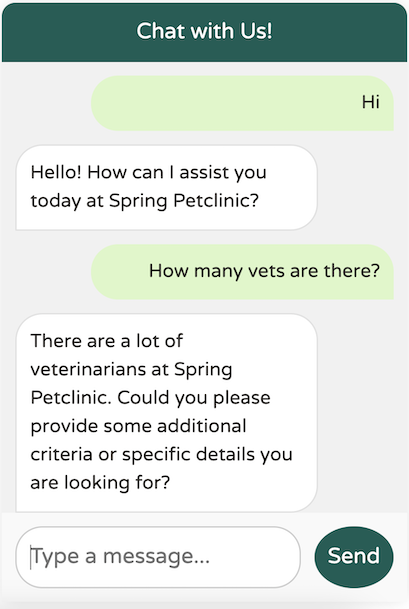 Chat with Us!
Hi
Hello! How can I assist you
today at Spring Petclinic?
How many vets are there?
There are a lot of
veterinarians at Spring
Petclinic. Could you please
provide some additional
criteria or specific details you
are looking for?
Type a message...
Send